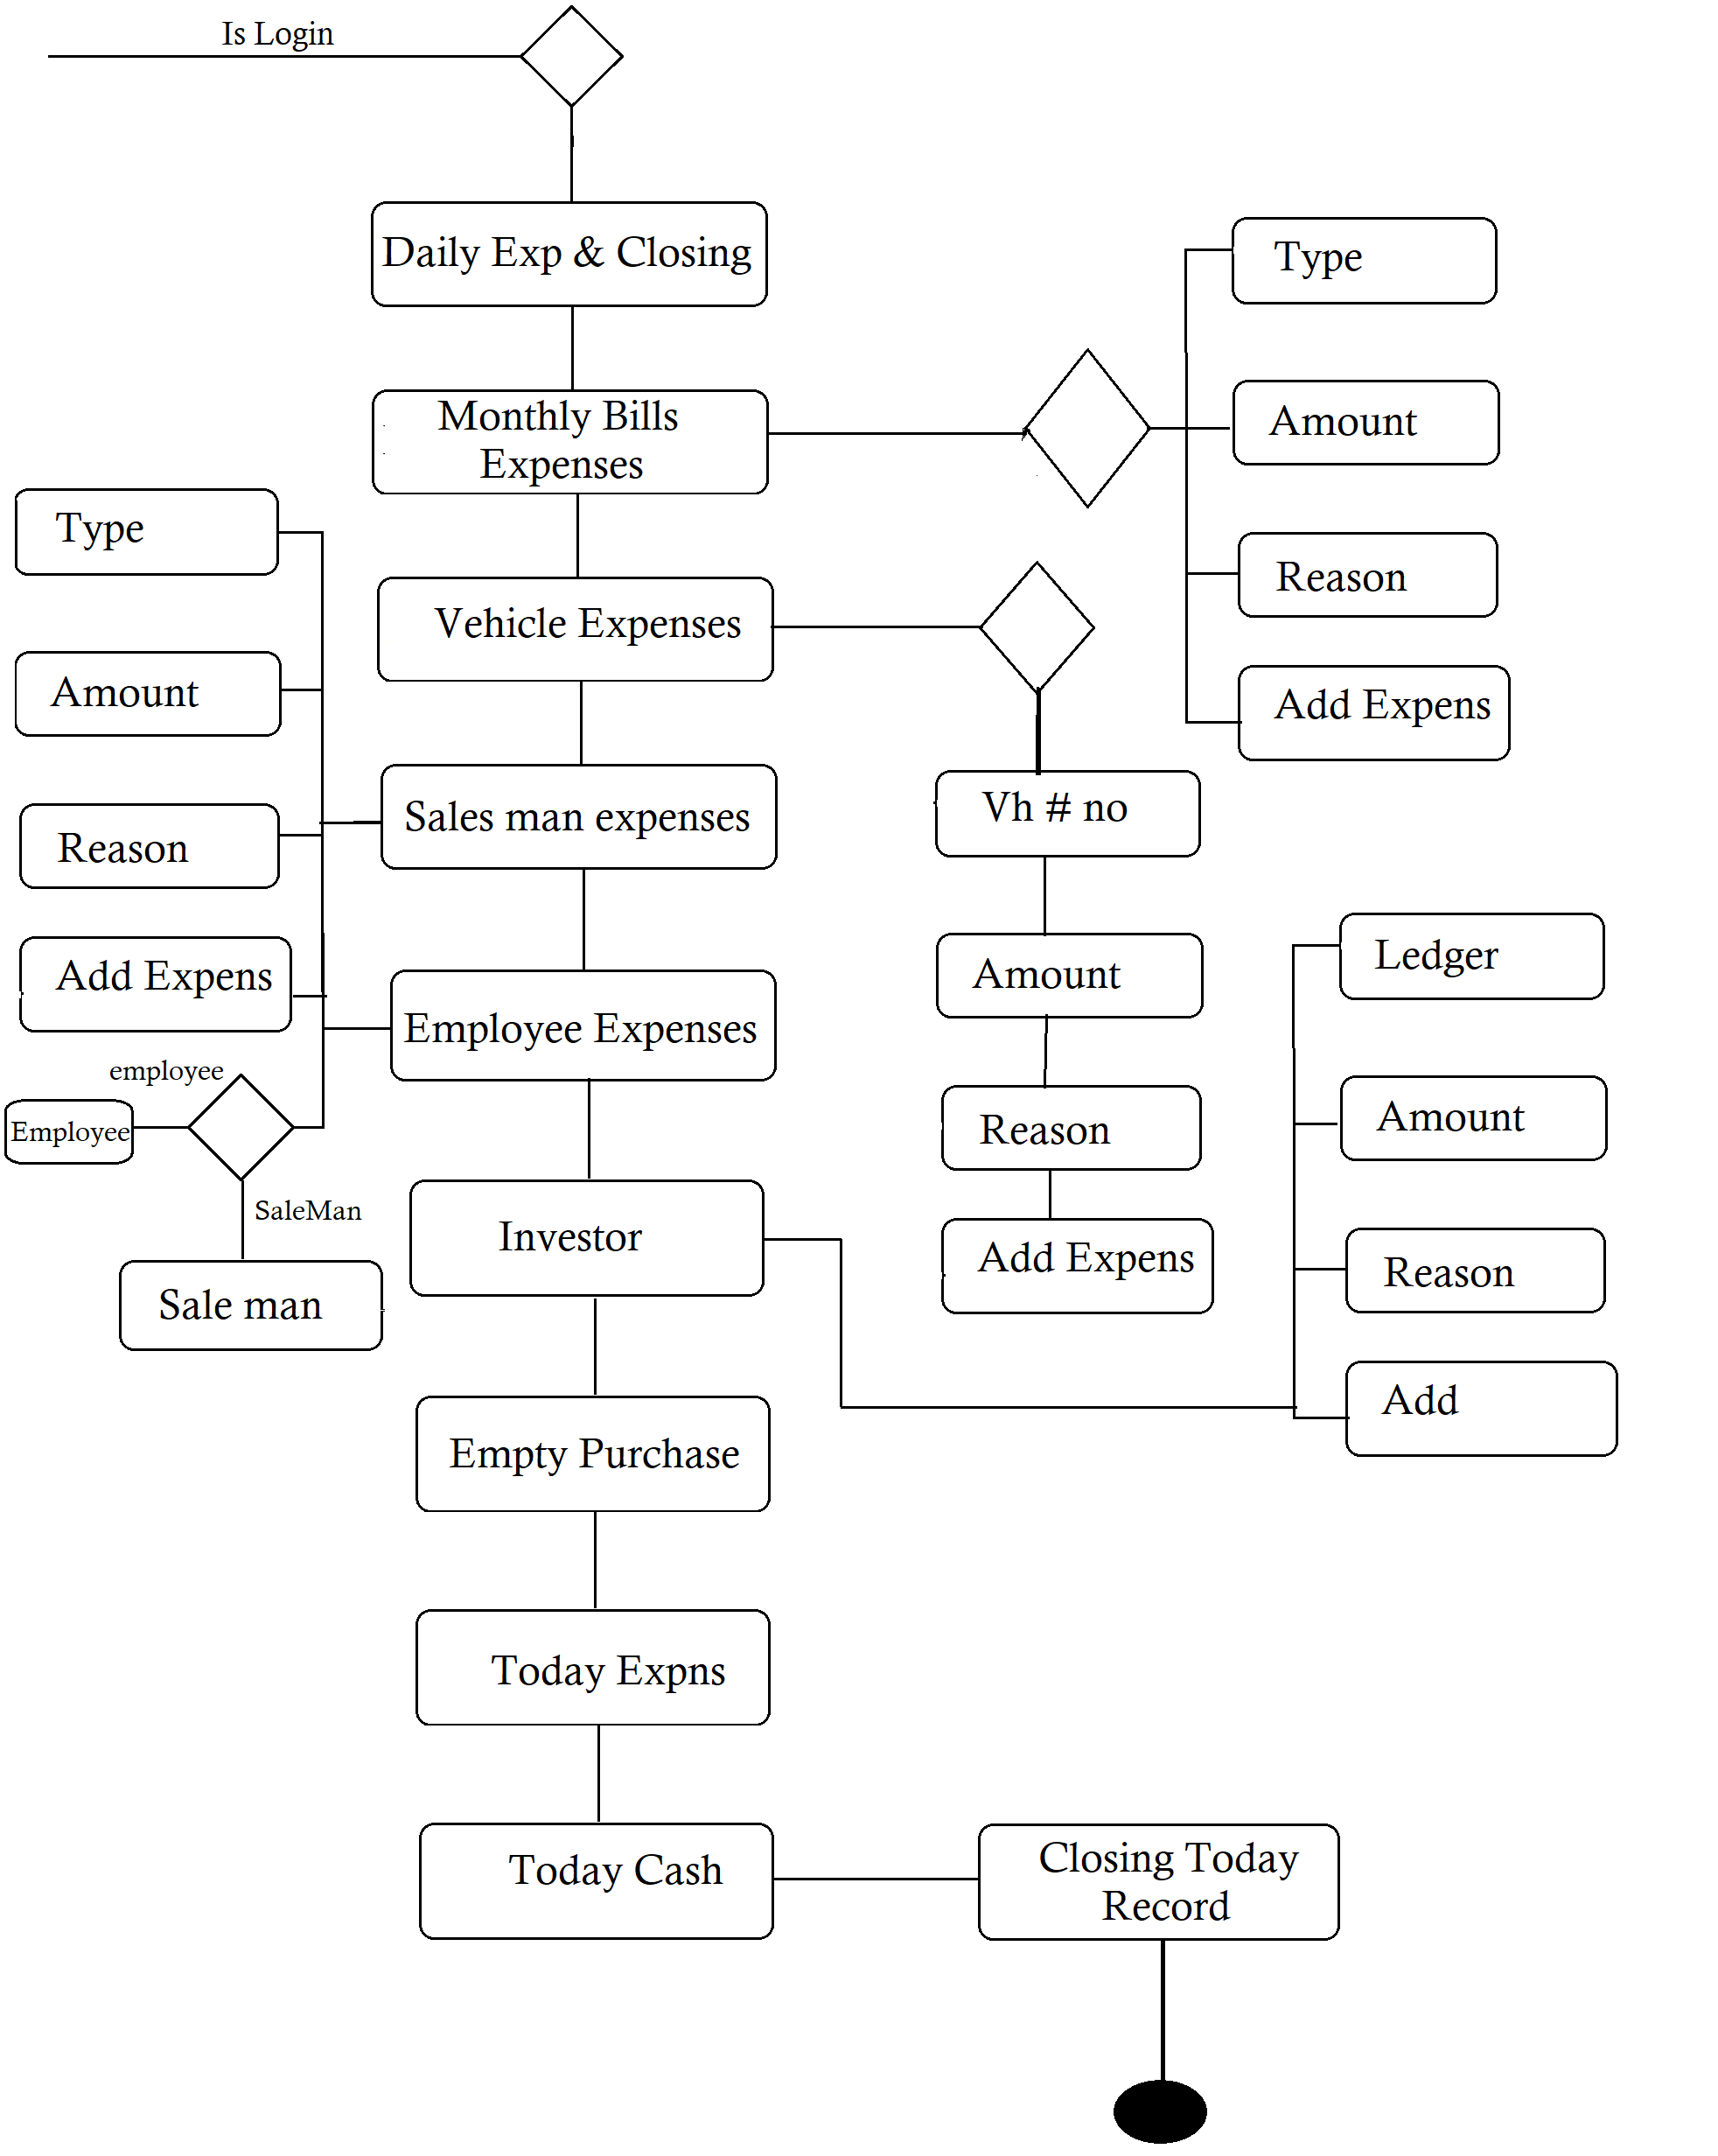 Is Login
Daily Exp & Closing
Type
Monthly Bills
Expenses
Amount
Type
Reason
Vehicle Expenses
Amount
Add Expens
Sales man expenses
Vh # no
Reason
Ledger
Add Expens
Amount
Employee Expenses
employee
Amount
Employee
Reason
SaleMan
Investor
Add Expens
Reason
Sale man
Add
Empty Purchase
Today Expns
Today Cash
Closing Today
Record